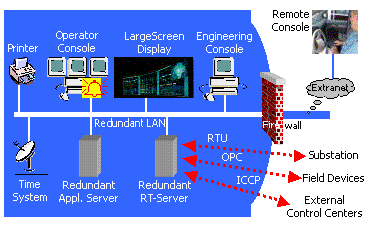 Remote
Console
Operator
Console
LargeScreen
Display
Engineering
Console
Printer
Extranet
Firewall
Redundant LAN
RTU
Substation
OPC
Field Devices
ICCP
External
Control Centers
Time
System
Redundant
Appl. Server
Redundant
RT-Server